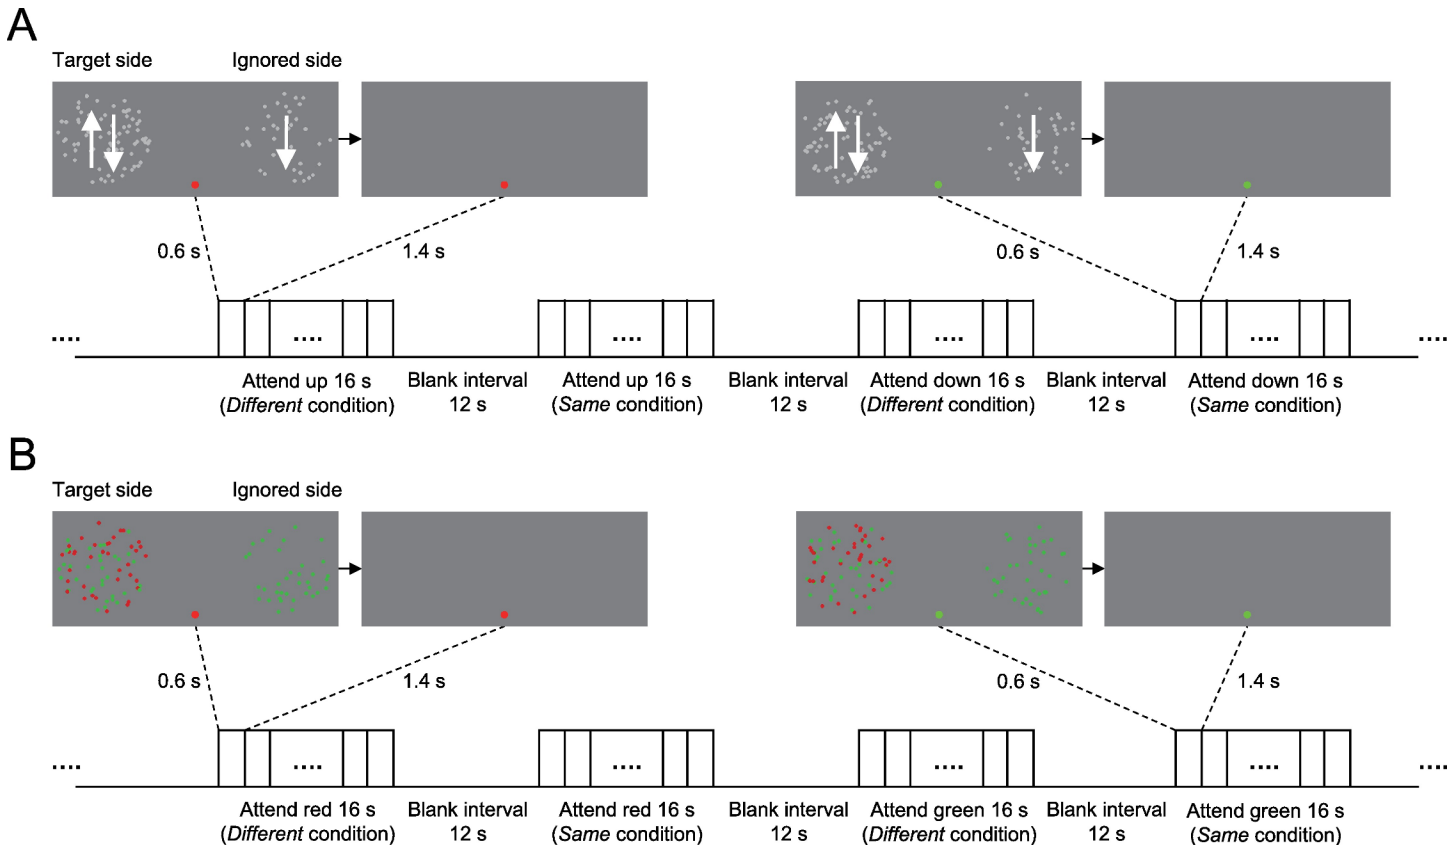 A
Target side
Ignored side
0.6 s
1.4 s
0.6 s
1.4 s
....
....
....
....
....
....
Attend up 16 s
(Different condition)
Blank interval
12 s
Attend up 16 s
(Same condition)
Blank interval
12 s
Attend down 16 s
(Different condition)
Blank interval
12 s
Attend down 16 s
(Same condition)
B
Target side
Ignored side
0.6 s
1.4 s
0.6 s
1.4 s
....
....
....
....
....
....
Attend red 16 s
(Different condition)
Blank interval
12 s
Attend red 16 s
(Same condition)
Blank interval
12 s
Attend green 16 s
(Different condition)
Blank interval
12 s
Attend green 16 s
(Same condition)